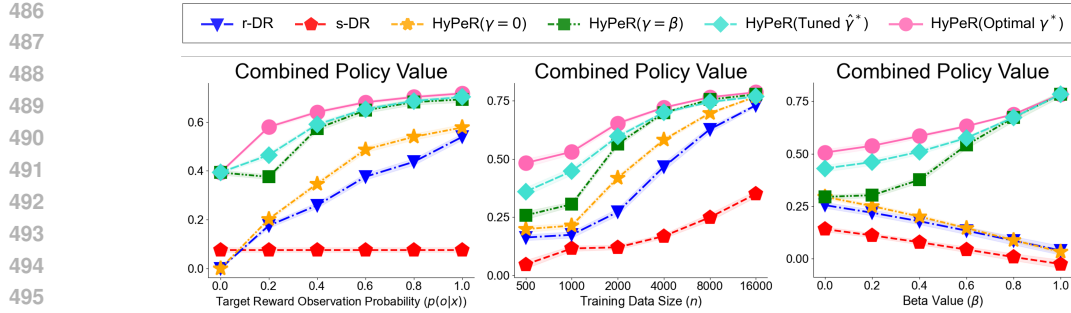 486
487
488
489
490
491
492
493
494
495
r-DR s-DR HyPeR(γ = 0) HyPeR(γ = β) HyPeR(Tuned γ̂*) HyPeR(Optimal γ*)
Combined Policy Value
0.6
0.4
0.2
0.0
0.0 0.2 0.4 0.6 0.8 1.0
Target Reward Observation Probability (p(o|x))
Combined Policy Value
0.75
0.50
0.25
0.00
500 1000 2000 4000 8000 16000
Training Data Size (n)
Combined Policy Value
0.75
0.50
0.25
0.00
0.0 0.2 0.4 0.6 0.8 1.0
Beta Value (β)